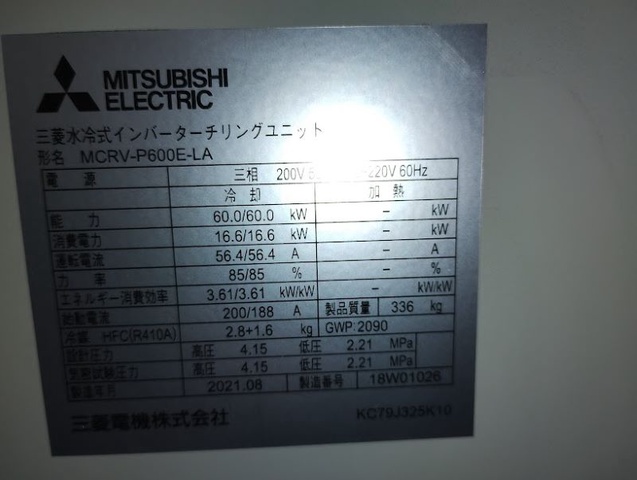 MITSUBISHI
ELECTRIC
三菱水冷式インバーターチリングユニット
形名 MCRV-P600E-LA
電源 三相 200V 220V 60Hz
冷却 加熱
能力 60.0/60.0 kW − kW
消費電力 16.6/16.6 kW − kW
運転電流 56.4/56.4 A − A
力率 85/85 % − %
エネルギー消費効率 3.61/3.61 kW/kW − kW/kW
始動電流 200/188 A 製品質量 336 kg
冷媒 HFC(R410A) 2.8+1.6 kg GWP: 2090
設計圧力 高圧 4.15 低圧 2.21 MPa
気密試験圧力 高圧 4.15 低圧 2.21 MPa
製造年月 2021.08 製造番号 18W01026
三菱電機株式会社 KC79J325K10